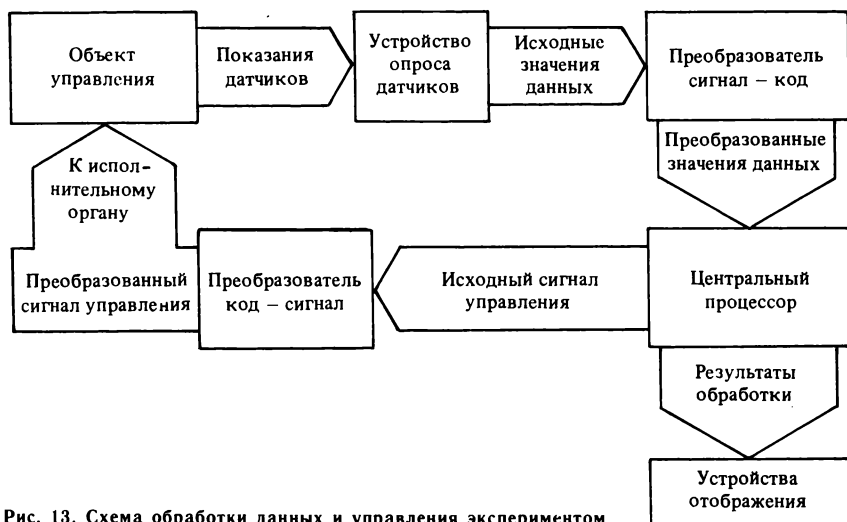 Объект
управления
Показания
датчиков
Устройство
опроса
датчиков
Исходные
значения
данных
Преобразователь
сигнал – код
Преобразованные
значения данных
К испол-
нительному
органу
Преобразованный
сигнал управления
Преобразователь
код – сигнал
Исходный сигнал
управления
Центральный
процессор
Результаты
обработки
Устройства
отображения
Рис. 13. Схема обработки данных и управления экспериментом